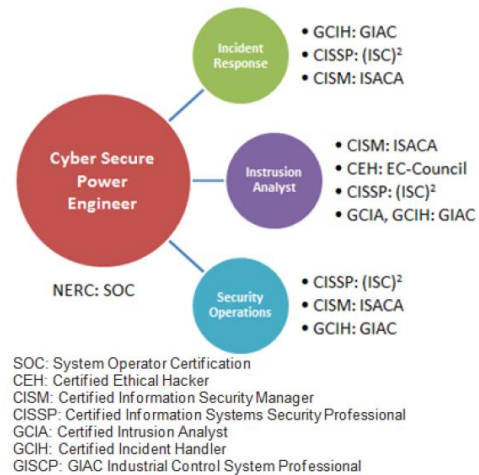 Incident
Response
• GCIH: GIAC
• CISSP: (ISC)²
• CISM: ISACA
Cyber Secure
Power
Engineer
Instrusion
Analyst
• CISM: ISACA
• CEH: EC-Council
• CISSP: (ISC)²
• GCIA, GCIH: GIAC
NERC: SOC
Security
Operations
• CISSP: (ISC)²
• CISM: ISACA
• GCIH: GIAC
SOC: System Operator Certification
CEH: Certified Ethical Hacker
CISM: Certified Information Security Manager
CISSP: Certified Information Systems Security Professional
GCIA: Certified Intrusion Analyst
GCIH: Certified Incident Handler
GISCP: GIAC Industrial Control System Professional